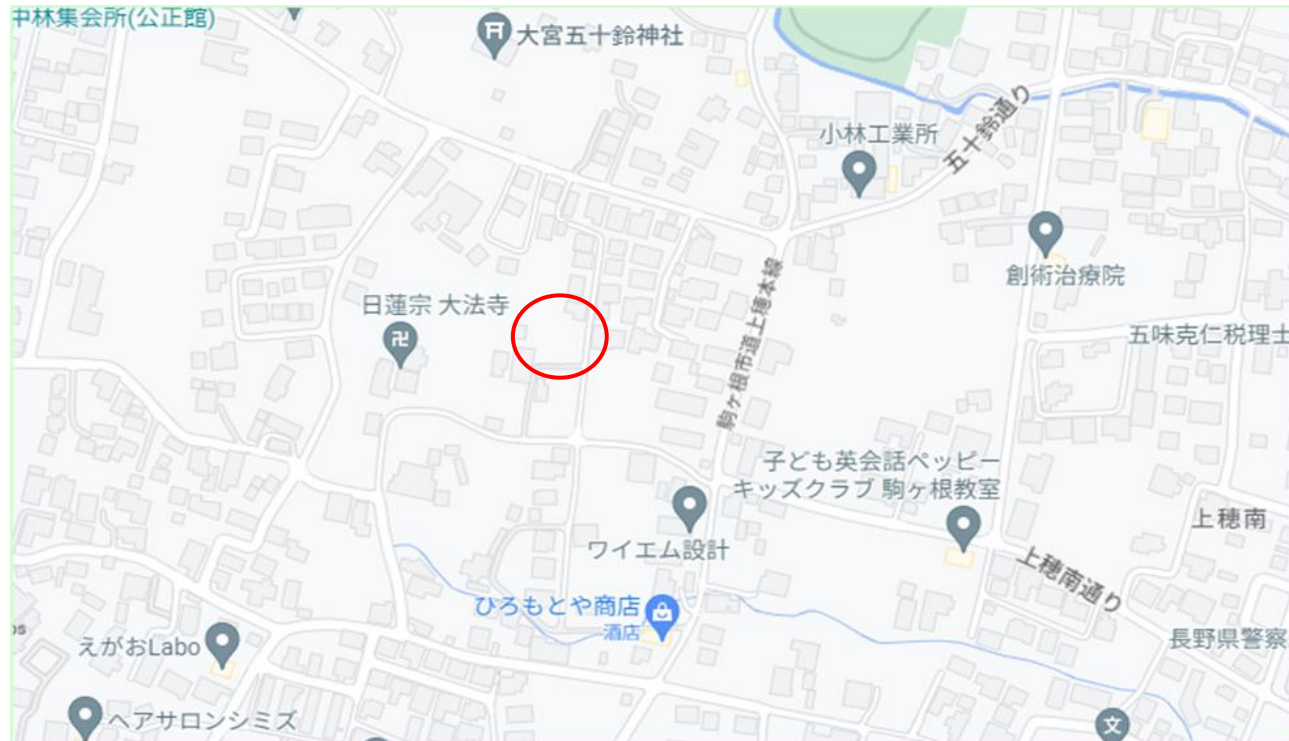 中林集会所(公正館)
大宮五十鈴神社
小林工業所
五十鈴通り
創術治療院
日蓮宗 大法寺
駒ヶ根市道上穂本線
五味克仁税理士
子ども英会話ペッピー
キッズクラブ 駒ヶ根教室
上穂南
ワイエム設計
上穂南通り
ひろもとや商店
酒店
長野県警察
えがおLabo
ヘアサロンシミズ
文